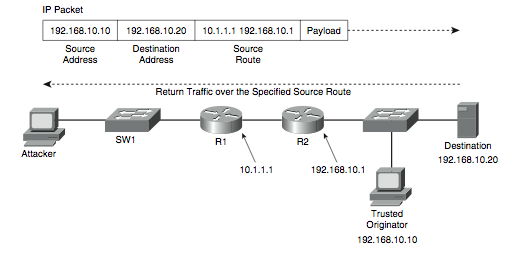 IP Packet
192.168.10.10 192.168.10.20 10.1.1.1 192.168.10.1 Payload
Source Address
Destination Address
Source Route
Return Traffic over the Specified Source Route
Attacker
SW1
R1
R2
10.1.1.1
192.168.10.1
Destination
192.168.10.20
Trusted
Originator
192.168.10.10